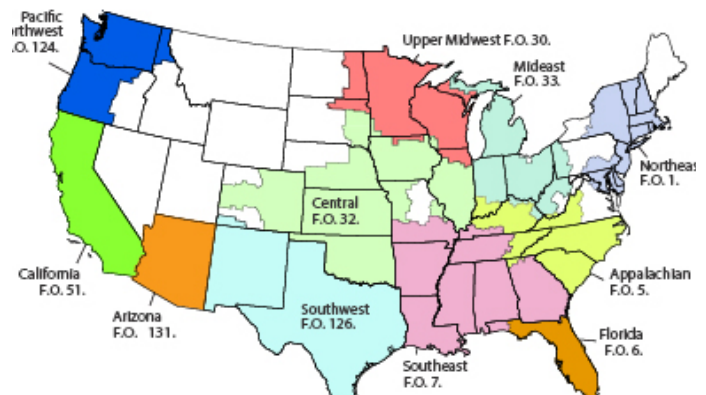 Pacific
rthwest
.O. 124.
Upper Midwest F.O. 30.
Mideast
F.O. 33.
Northeas
F.O. 1.
Central
F.O. 32.
California
F.O. 51.
Arizona
F.O. 131.
Southwest
F.O. 126.
Appalachian
F.O. 5.
Florida
F.O. 6.
Southeast
F.O. 7.